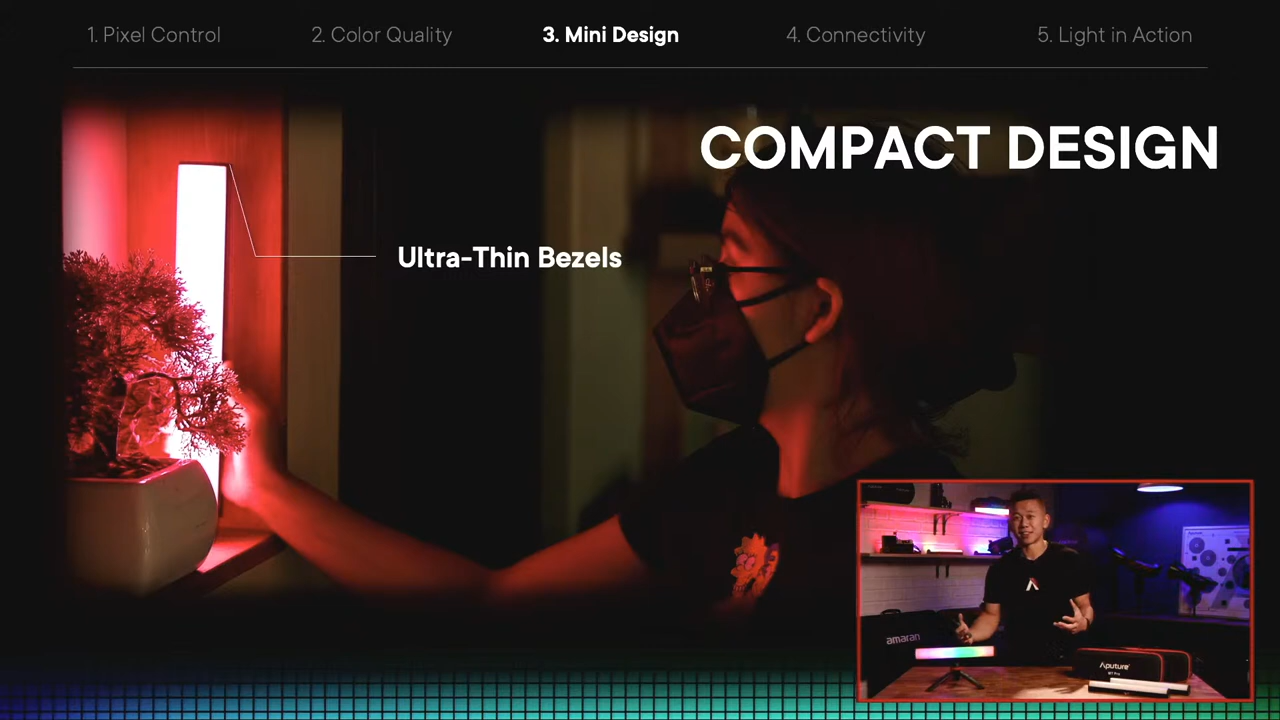 1. Pixel Control
2. Color Quality
3. Mini Design
4. Connectivity
5. Light in Action
COMPACT DESIGN
Ultra-Thin Bezels
amaran
Aputure